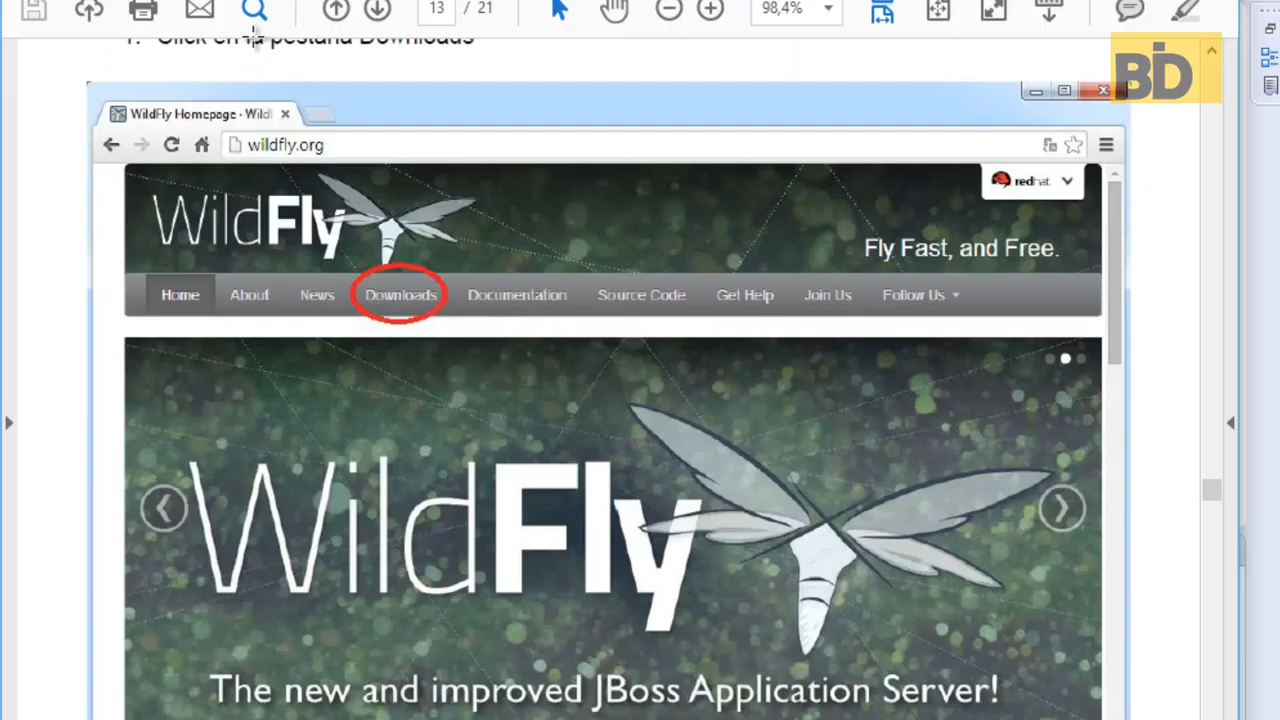 13 / 21
98,4%
1. Click en la pestaña Downloads
BD
WildFly Homepage · Wildl
wildfly.org
WildFly
redhat
Fly Fast, and Free.
Home About News Downloads Documentation Source Code Get Help Join Us Follow Us
WildFly
The new and improved JBoss Application Server!